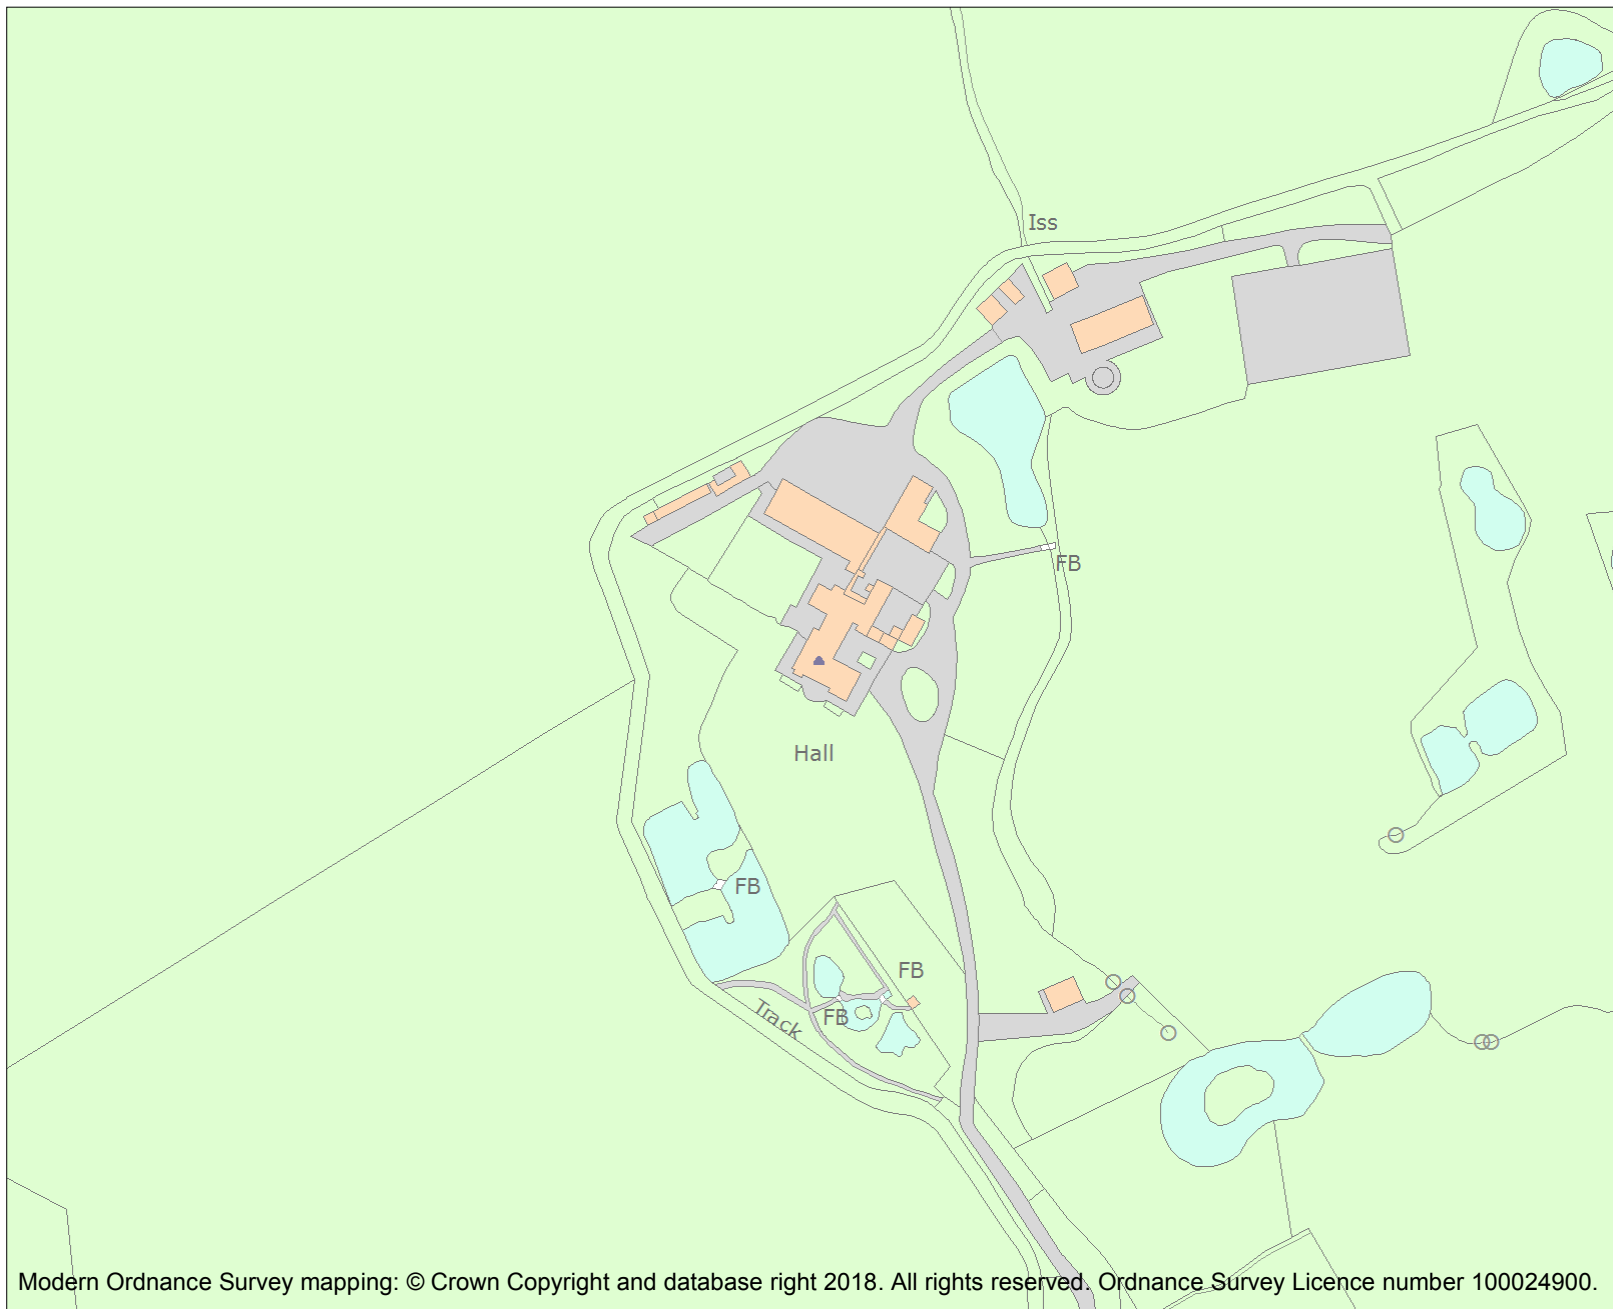 Iss
FB
Hall
FB
FB
FB
Track
Modern Ordnance Survey mapping: © Crown Copyright and database right 2018. All rights reserved. Ordnance Survey Licence number 100024900.